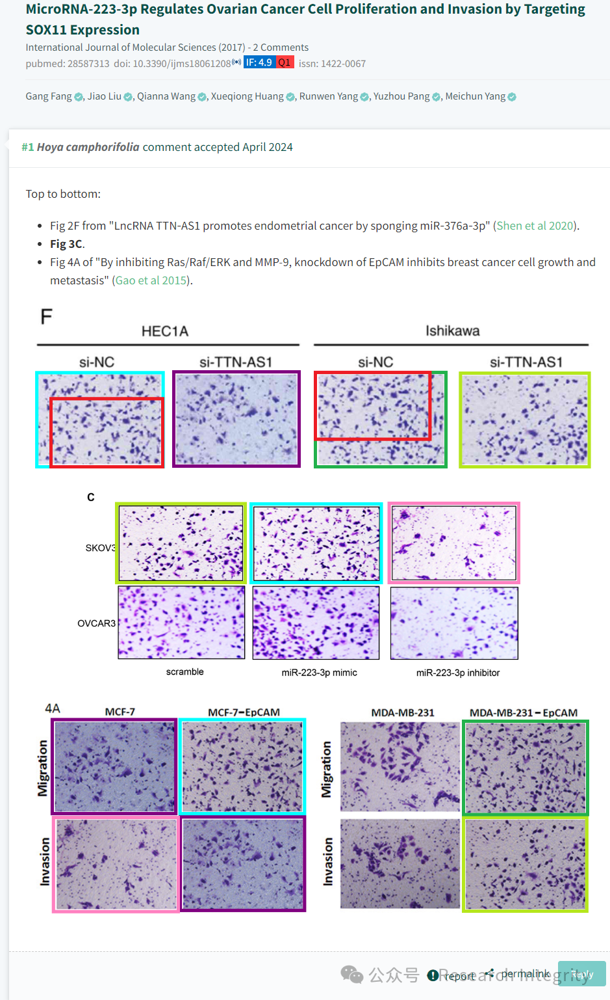 MicroRNA-223-3p Regulates Ovarian Cancer Cell Proliferation and Invasion by Targeting
SOX11 Expression
International Journal of Molecular Sciences (2017) - 2 Comments
pubmed: 28587313 doi: 10.3390/ijms18061208 IF: 4.9 Q1 issn: 1422-0067
Gang Fang, Jiao Liu, Qianna Wang, Xueqiong Huang, Runwen Yang, Yuzhou Pang, Meichun Yang
#1 Hoya camphorifolia comment accepted April 2024
Top to bottom:
• Fig 2F from "LncRNA TTN-AS1 promotes endometrial cancer by sponging miR-376a-3p" (Shen et al 2020).
• Fig 3C.
• Fig 4A of "By inhibiting Ras/Raf/ERK and MMP-9, knockdown of EpCAM inhibits breast cancer cell growth and
metastasis" (Gao et al 2015).
F
HEC1A Ishikawa
si-NC si-TTN-AS1 si-NC si-TTN-AS1
C
SKOV3
OVCAR3
scramble miR-223-3p mimic miR-223-3p inhibitor
4A MCF-7 MCF-7-EpCAM MDA-MB-231 MDA-MB-231-EpCAM
Migration Migration
Invasion Invasion
公众号 Research Integrity
report permalink Reply